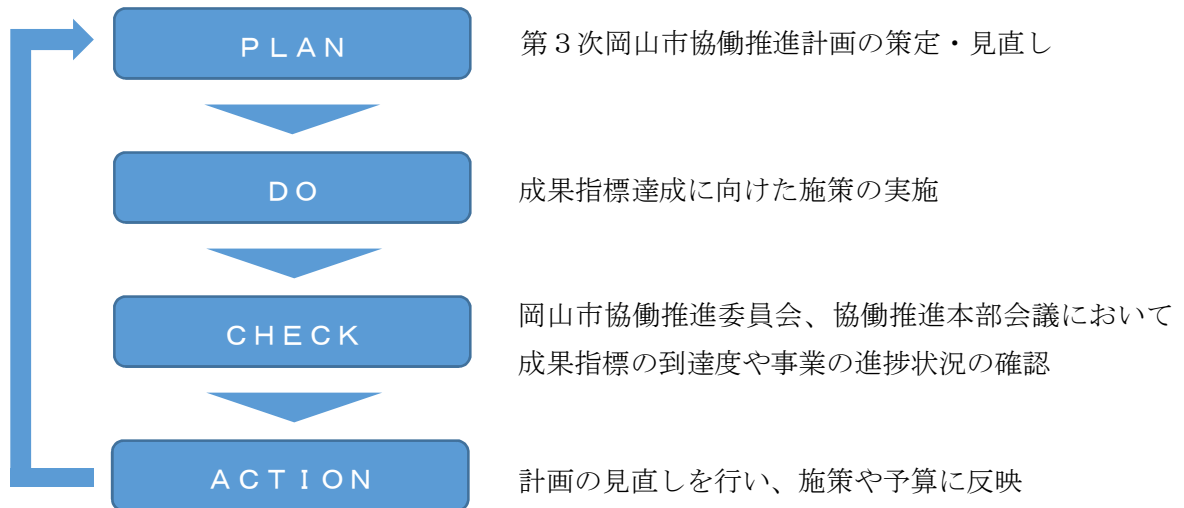 PLAN
第3次岡山市協働推進計画の策定・見直し
DO
成果指標達成に向けた施策の実施
CHECK
岡山市協働推進委員会、協働推進本部会議において
成果指標の到達度や事業の進捗状況の確認
ACTION
計画の見直しを行い、施策や予算に反映